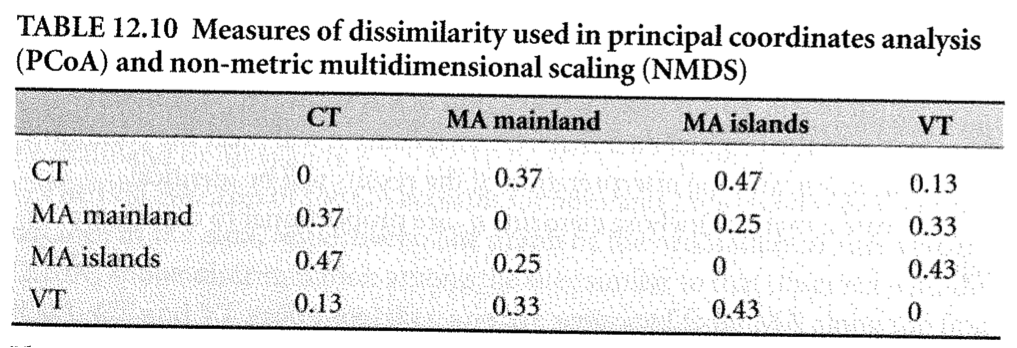 TABLE 12.10 Measures of dissimilarity used in principal coordinates analysis
(PCoA) and non-metric multidimensional scaling (NMDS)
CT MA mainland MA islands VT
CT 0 0.37 0.47 0.13
MA mainland 0.37 0 0.25 0.33
MA islands 0.47 0.25 0 0.43
VT 0.13 0.33 0.43 0